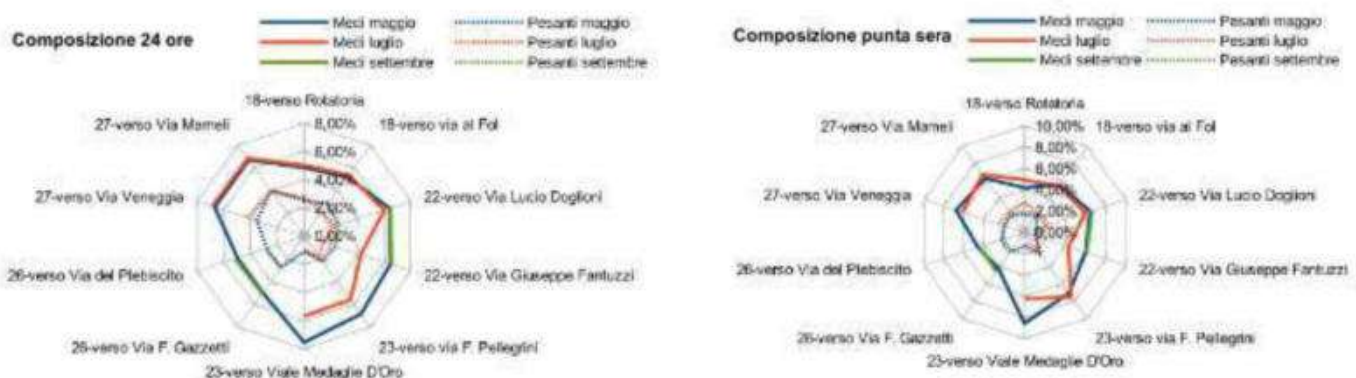 Composizione 24 ore
Medi maggio
Medi luglio
Medi settembre
Pesanti maggio
Pesanti luglio
Pesanti settembre
18-verso Rotatoria
18-verso via al Fol
22-verso Via Lucio Doglioni
22-verso Via Giuseppe Fantuzzi
23-verso via F. Pellegrini
23-verso Viale Medaglie D'Oro
26-verso Via F. Gazzetti
26-verso Via del Plebiscito
27-verso Via Veneggia
27-verso Via Mameli
8,00%
6,00%
4,00%
2,00%
0,00%
Composizione punta sera
Medi maggio
Medi luglio
Medi settembre
Pesanti maggio
Pesanti luglio
Pesanti settembre
18-verso Rotatoria
18-verso via al Fol
22-verso Via Lucio Doglioni
22-verso Via Giuseppe Fantuzzi
23-verso via F. Pellegrini
23-verso Viale Medaglie D'Oro
26-verso Via F. Gazzetti
26-verso Via del Plebiscito
27-verso Via Veneggia
27-verso Via Mameli
10,00%
8,00%
6,00%
4,00%
2,00%
0,00%